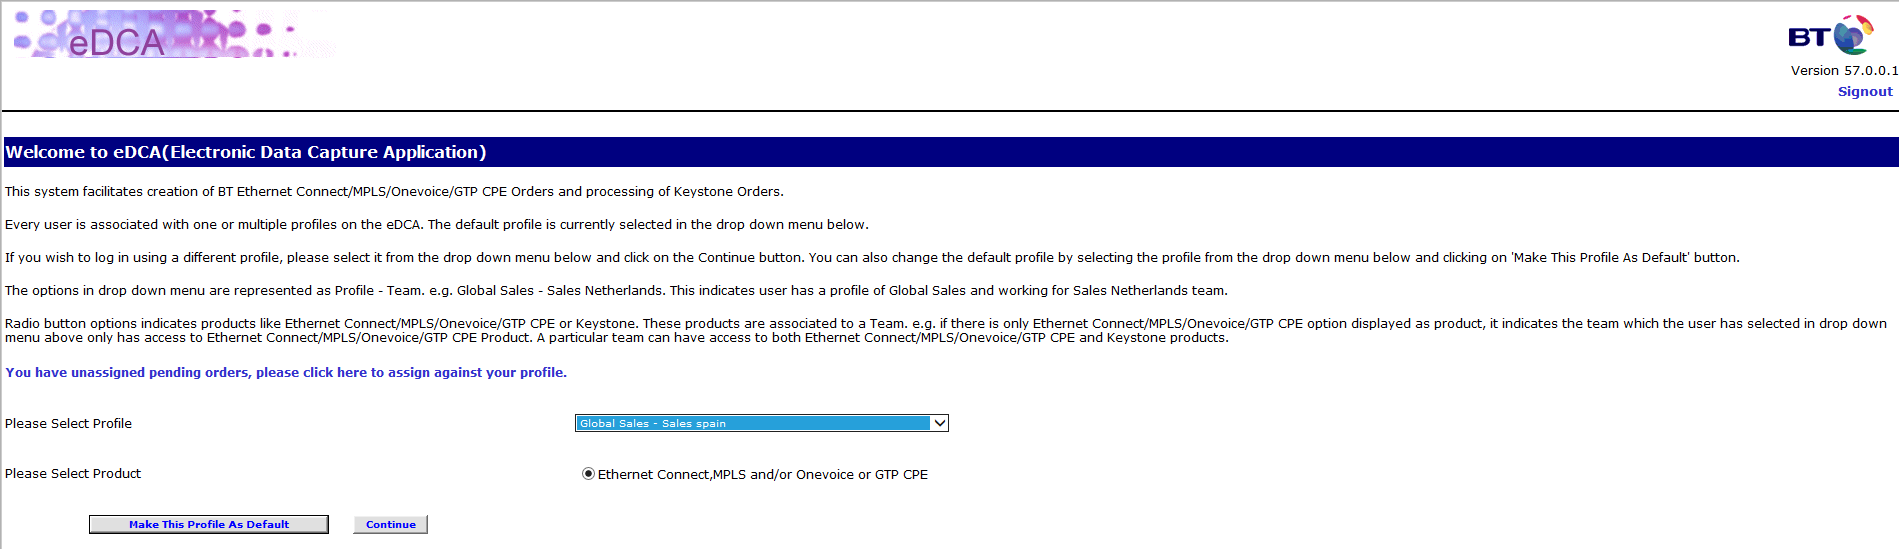 eDCA
BT
Version 57.0.0.1
Signout
Welcome to eDCA(Electronic Data Capture Application)
This system facilitates creation of BT Ethernet Connect/MPLS/Onevoice/GTP CPE Orders and processing of Keystone Orders.
Every user is associated with one or multiple profiles on the eDCA. The default profile is currently selected in the drop down menu below.
If you wish to log in using a different profile, please select it from the drop down menu below and click on the Continue button. You can also change the default profile by selecting the profile from the drop down menu below and clicking on 'Make This Profile As Default' button.
The options in drop down menu are represented as Profile - Team. e.g. Global Sales - Sales Netherlands. This indicates user has a profile of Global Sales and working for Sales Netherlands team.
Radio button options indicates products like Ethernet Connect/MPLS/Onevoice/GTP CPE or Keystone. These products are associated to a Team. e.g. if there is only Ethernet Connect/MPLS/Onevoice/GTP CPE option displayed as product, it indicates the team which the user has selected in drop down
menu above only has access to Ethernet Connect/MPLS/Onevoice/GTP CPE Product. A particular team can have access to both Ethernet Connect/MPLS/Onevoice/GTP CPE and Keystone products.
You have unassigned pending orders, please click here to assign against your profile.
Please Select Profile
Global Sales - Sales spain
Please Select Product
Ethernet Connect,MPLS and/or Onevoice or GTP CPE
Make This Profile As Default
Continue